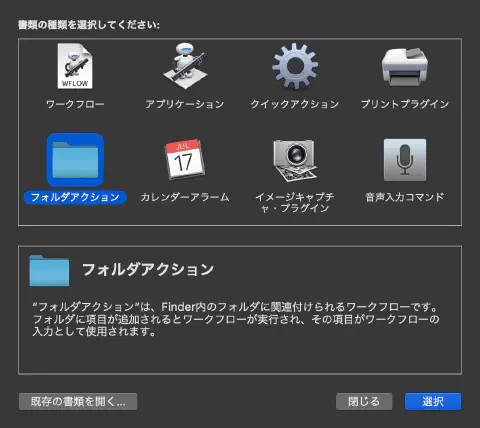 書類の種類を選択してください:
WFLOW
ワークフロー
アプリケーション
クイックアクション
プリントプラグイン
フォルダアクション
JUL
17
カレンダーアラーム
イメージキャプチ
ャ・プラグイン
音声入力コマンド
フォルダアクション
“フォルダアクション”は、Finder内のフォルダに関連付けられるワークフローです。
フォルダに項目が追加されるとワークフローが実行され、その項目がワークフローの
入力として使用されます。
既存の書類を開く...
閉じる
選択